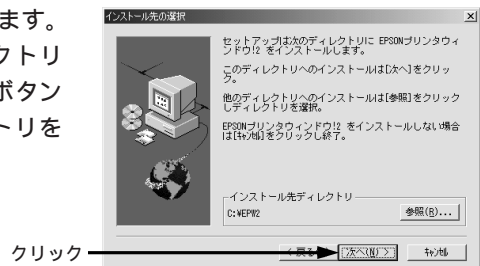 ます。
クトリ
ボタン
トリを
インストール先の選択
セットアップは次のディレクトリに EPSONプリンタウィ
ンドウ!2 をインストールします。
このディレクトリへのインストールは[次へ]をクリッ
ク。
他のディレクトリへのインストールは[参照]をクリック
しディレクトリを選択。
EPSONプリンタウィンドウ!2 をインストールしない場合
は[ｷｬﾝｾﾙ]をクリックし終了。
インストール先ディレクトリ
C:¥EPW2
参照(R)...
クリック
< 戻る
次へ(N) >
ｷｬﾝｾﾙ